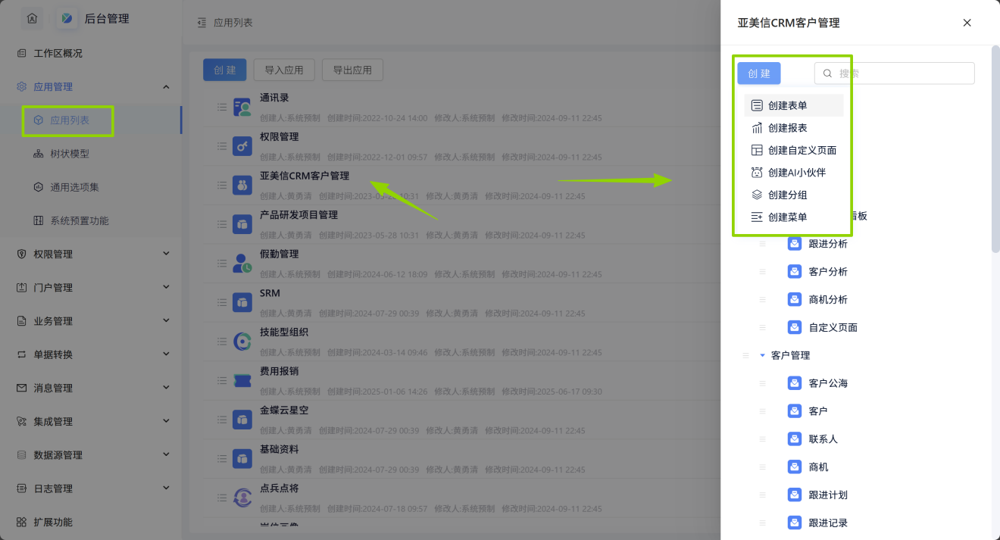 后台管理
工作区概况
应用管理
应用列表
树状模型
通用选项集
系统预置功能
权限管理
门户管理
业务管理
单据转换
消息管理
集成管理
数据源管理
日志管理
扩展功能
应用列表
创建
导入应用
导出应用
通讯录
创建人:系统预制 创建时间:2022-10-24 14:00 修改人:系统预制 修改时间:2024-09-11 22:45
权限管理
创建人:系统预制 创建时间:2022-12-01 09:57 修改人:系统预制 修改时间:2024-09-11 22:45
亚美信CRM客户管理
创建人:黄勇清 创建时间:2023-05-28 10:31 修改人:黄勇清 修改时间:2024-09-11 22:45
产品研发项目管理
创建人:黄勇清 创建时间:2023-05-28 10:31 修改人:黄勇清 修改时间:2024-09-11 22:45
假勤管理
创建人:系统预制 创建时间:2024-06-12 18:09 修改人:系统预制 修改时间:2024-09-11 22:45
SRM
创建人:黄勇清 创建时间:2024-07-29 00:39 修改人:黄勇清 修改时间:2024-09-11 22:45
技能型组织
创建人:系统预制 创建时间:2024-03-14 09:46 修改人:系统预制 修改时间:2024-09-11 22:45
费用报销
创建人:系统预制 创建时间:2025-01-06 14:26 修改人:系统预制 修改时间:2025-06-17 09:30
金蝶云星空
创建人:黄勇清 创建时间:2024-07-29 00:39 修改人:黄勇清 修改时间:2024-09-11 22:45
基础资料
创建人:黄勇清 创建时间:2024-07-29 00:39 修改人:黄勇清 修改时间:2024-09-11 22:45
点兵点将
创建人:系统预制 创建时间:2024-07-18 09:57 修改人:系统预制 修改时间:2024-09-11 22:45
亚美信CRM客户管理
创建
搜索
创建表单
创建报表
创建自定义页面
创建AI小伙伴
创建分组
创建菜单
看板
跟进分析
客户分析
商机分析
自定义页面
客户管理
客户公海
客户
联系人
商机
跟进计划
跟进记录